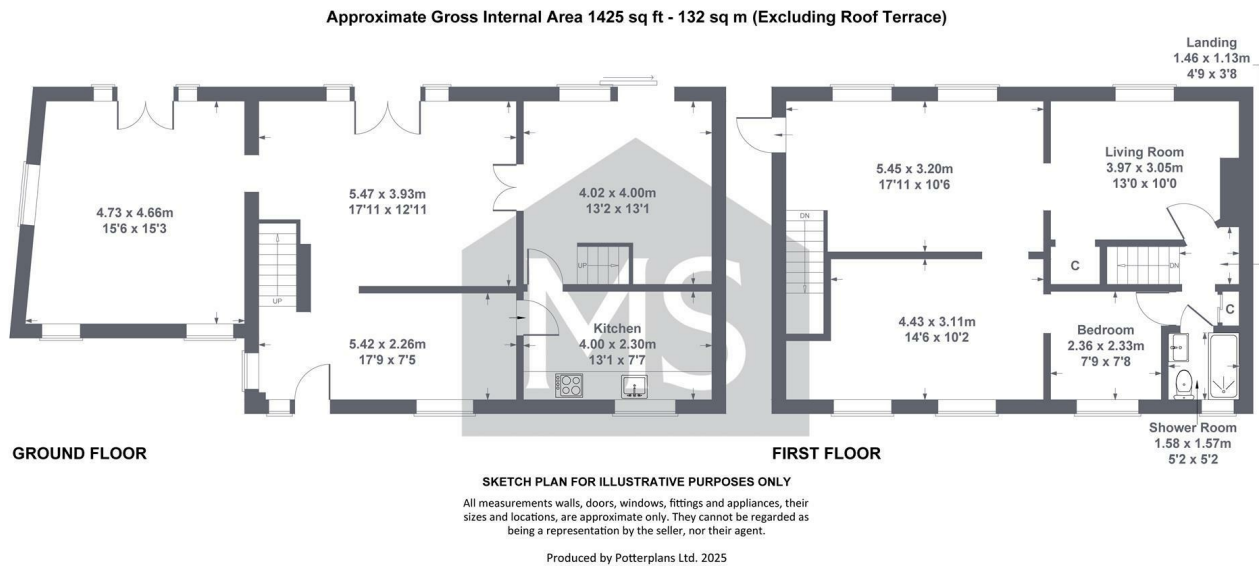 Approximate Gross Internal Area 1425 sq ft - 132 sq m (Excluding Roof Terrace)
Landing
1.46 x 1.13m
4'9 x 3'8
4.73 x 4.66m
15'6 x 15'3
5.47 x 3.93m
17'11 x 12'11
4.02 x 4.00m
13'2 x 13'1
UP
UP
5.42 x 2.26m
17'9 x 7'5
Kitchen
4.00 x 2.30m
13'1 x 7'7
MS
5.45 x 3.20m
17'11 x 10'6
Living Room
3.97 x 3.05m
13'0 x 10'0
DN
C
DN
C
4.43 x 3.11m
14'6 x 10'2
Bedroom
2.36 x 2.33m
7'9 x 7'8
Shower Room
1.58 x 1.57m
5'2 x 5'2
GROUND FLOOR
FIRST FLOOR
SKETCH PLAN FOR ILLUSTRATIVE PURPOSES ONLY
All measurements walls, doors, windows, fittings and appliances, their
sizes and locations, are approximate only. They cannot be regarded as
being a representation by the seller, nor their agent.
Produced by Potterplans Ltd. 2025